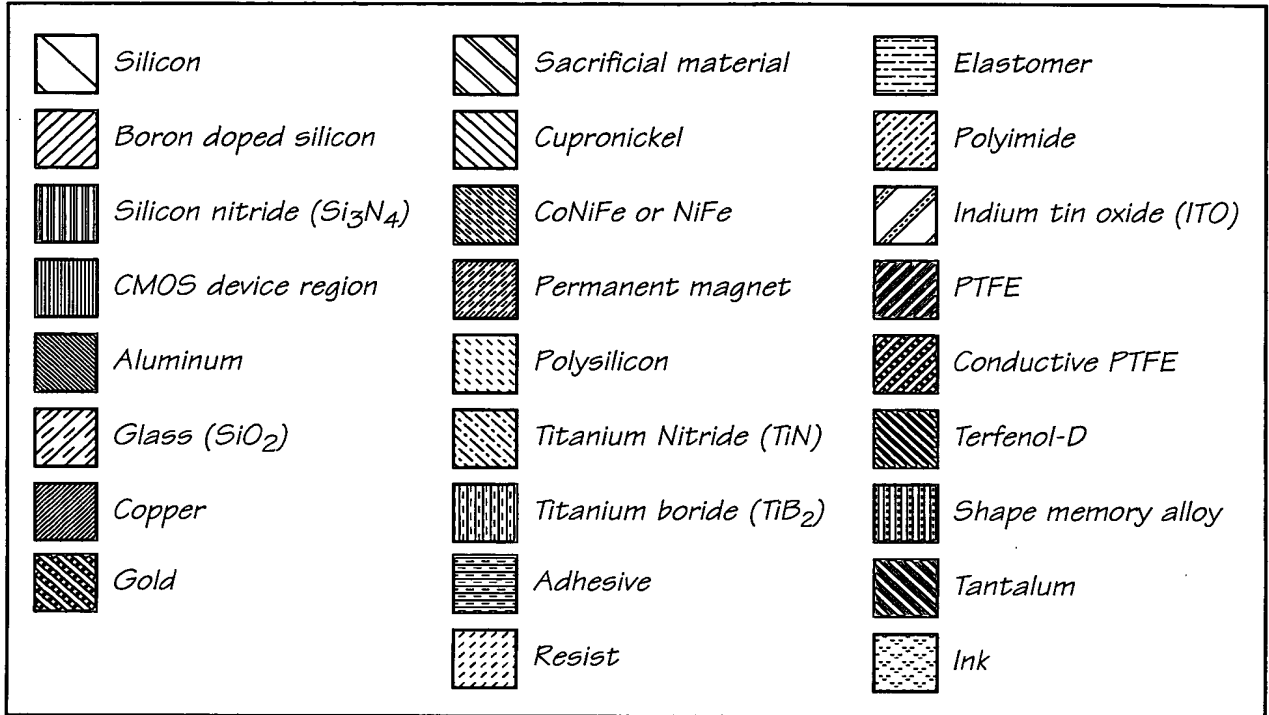 Silicon
Boron doped silicon
Silicon nitride (Si₃N₄)
CMOS device region
Aluminum
Glass (SiO₂)
Copper
Gold
Sacrificial material
Cupronickel
CoNiFe or NiFe
Permanent magnet
Polysilicon
Titanium Nitride (TiN)
Titanium boride (TiB₂)
Adhesive
Resist
Elastomer
Polyimide
Indium tin oxide (ITO)
PTFE
Conductive PTFE
Terfenol-D
Shape memory alloy
Tantalum
Ink